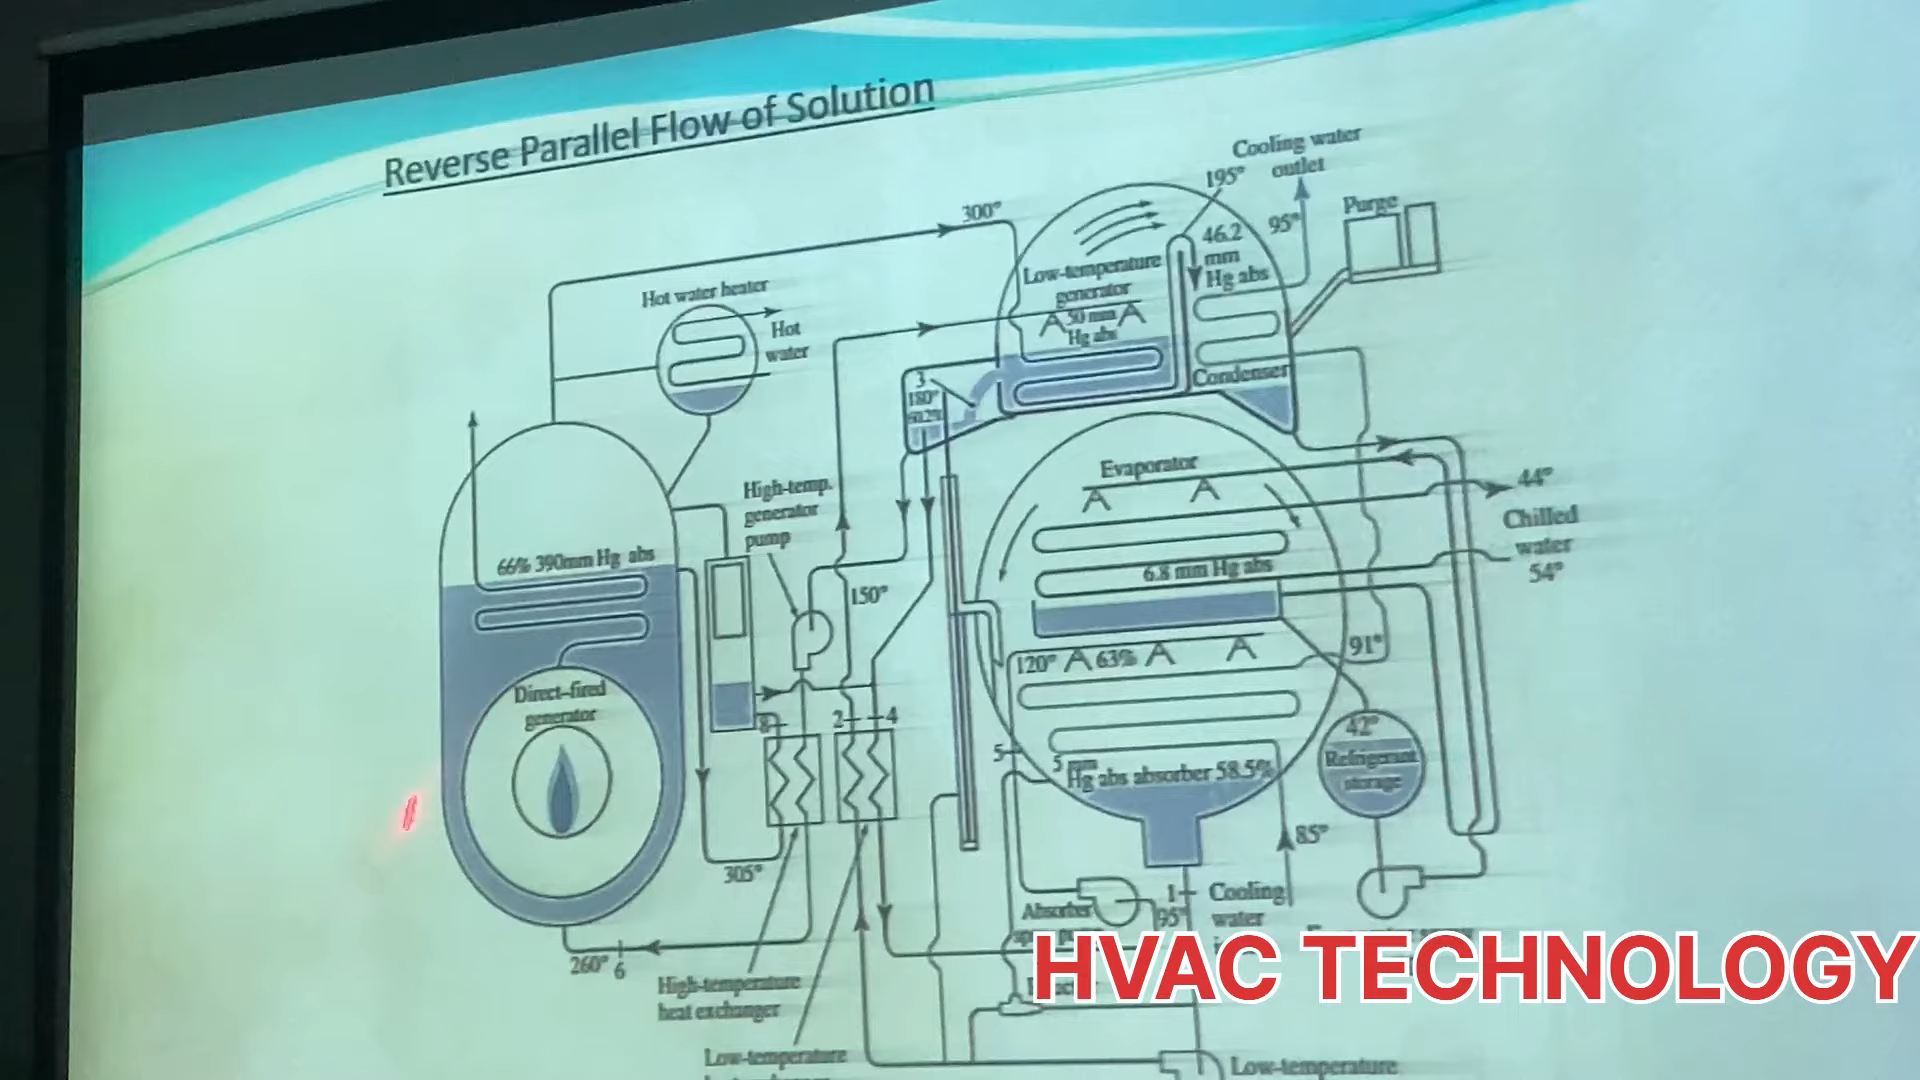 Reverse Parallel Flow of Solution
Cooling water
outlet
195°
95°
Purge
300°
46.2
mm
Hg abs
Low-temperature
generator
50 mm
Hg abs
Hot water heater
Hot
water
Condenser
3
180°
Evaporator
44°
Chilled
water
54°
High-temp.
generator
pump
66% 390mm Hg abs
6.8 mm Hg abs
150°
120°
63%
91°
Direct-fired
generator
8
2
4
42°
Refrigerant
storage
5
5 mm
Hg abs absorber 58.5%
85°
305°
1
95°
Cooling
water
Absorber
260°
6
High-temperature
heat exchanger
Low-temperature
Low-temperature
HVAC TECHNOLOGY